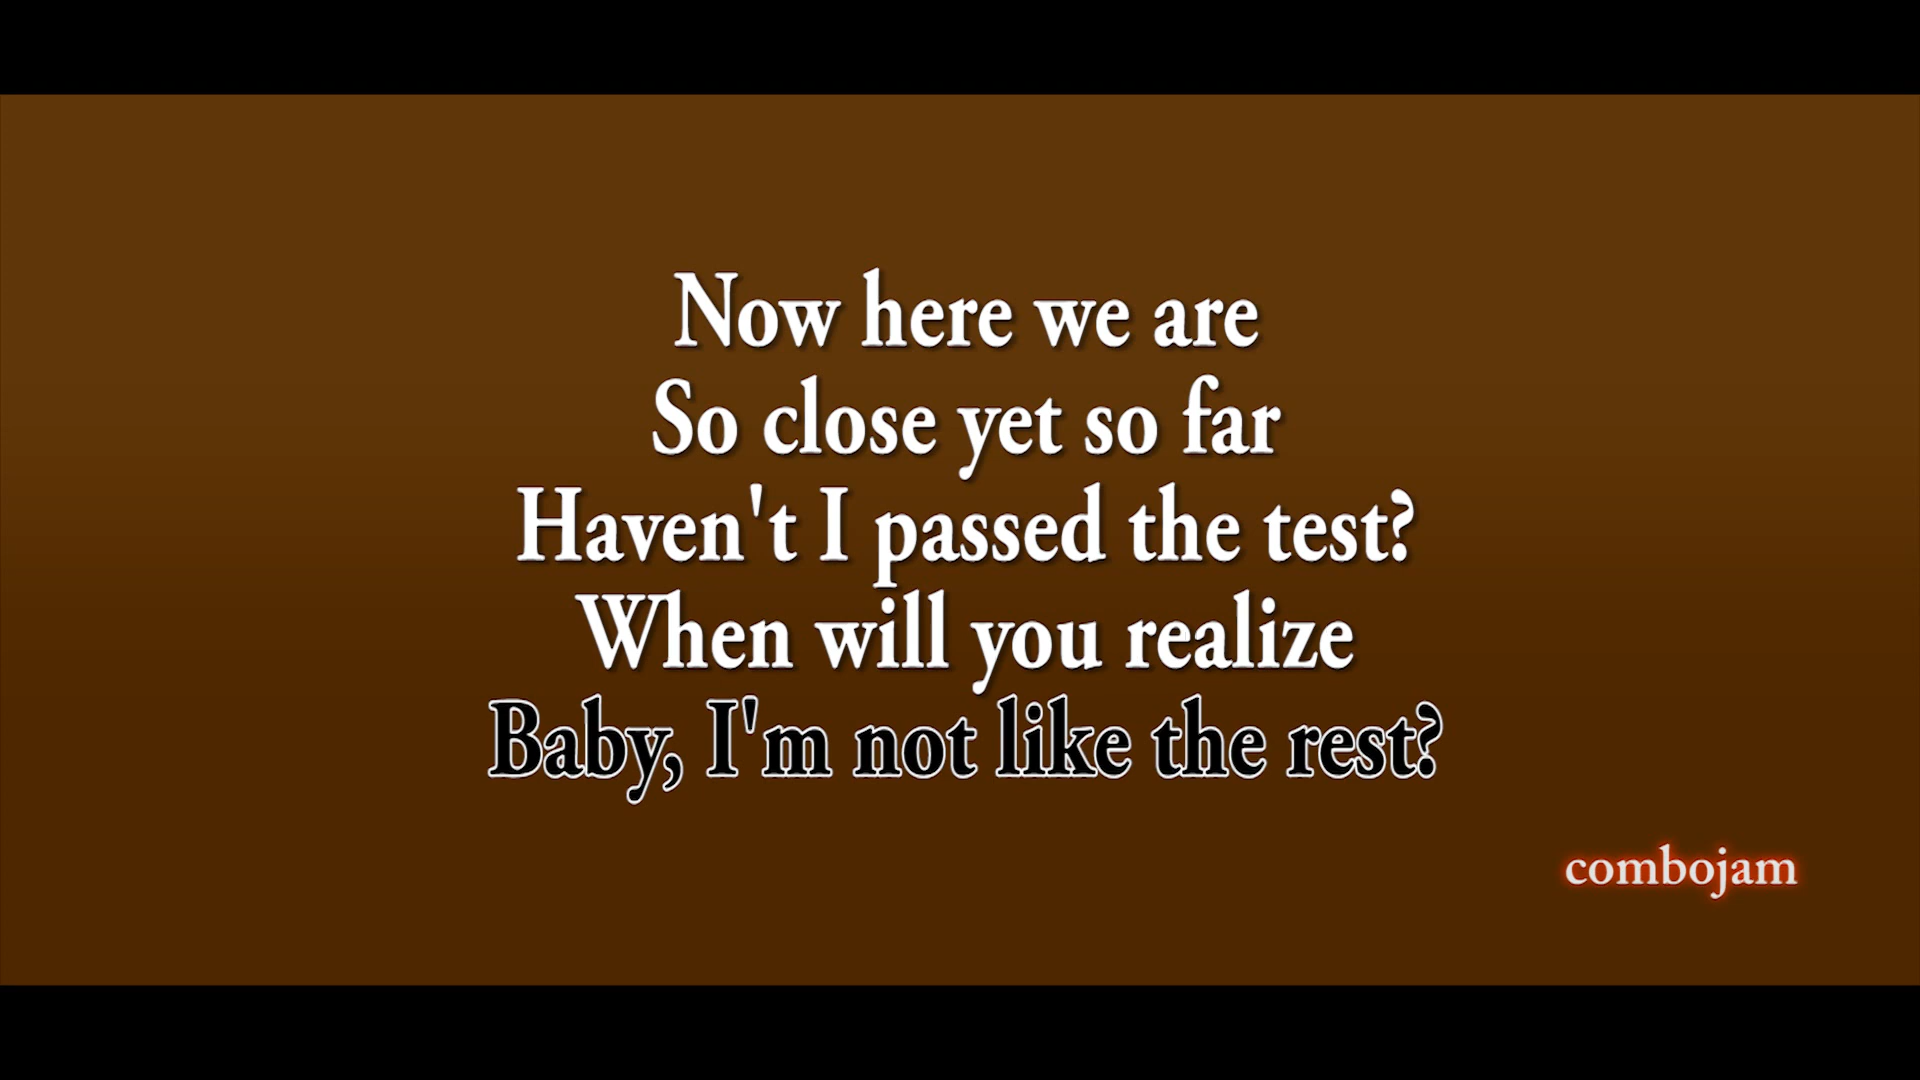 Now here we are
So close yet so far
Haven't I passed the test?
When will you realize
Baby, I'm not like the rest?
combojam